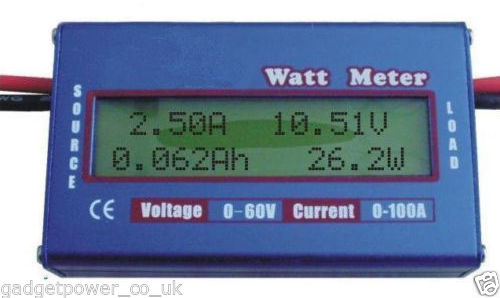 Watt Meter
SOURCE
2.50A 10.51V
0.062Ah 26.2W
LOAD
CE Voltage 0-60V Current 0-100A
gadgetpower_co_uk